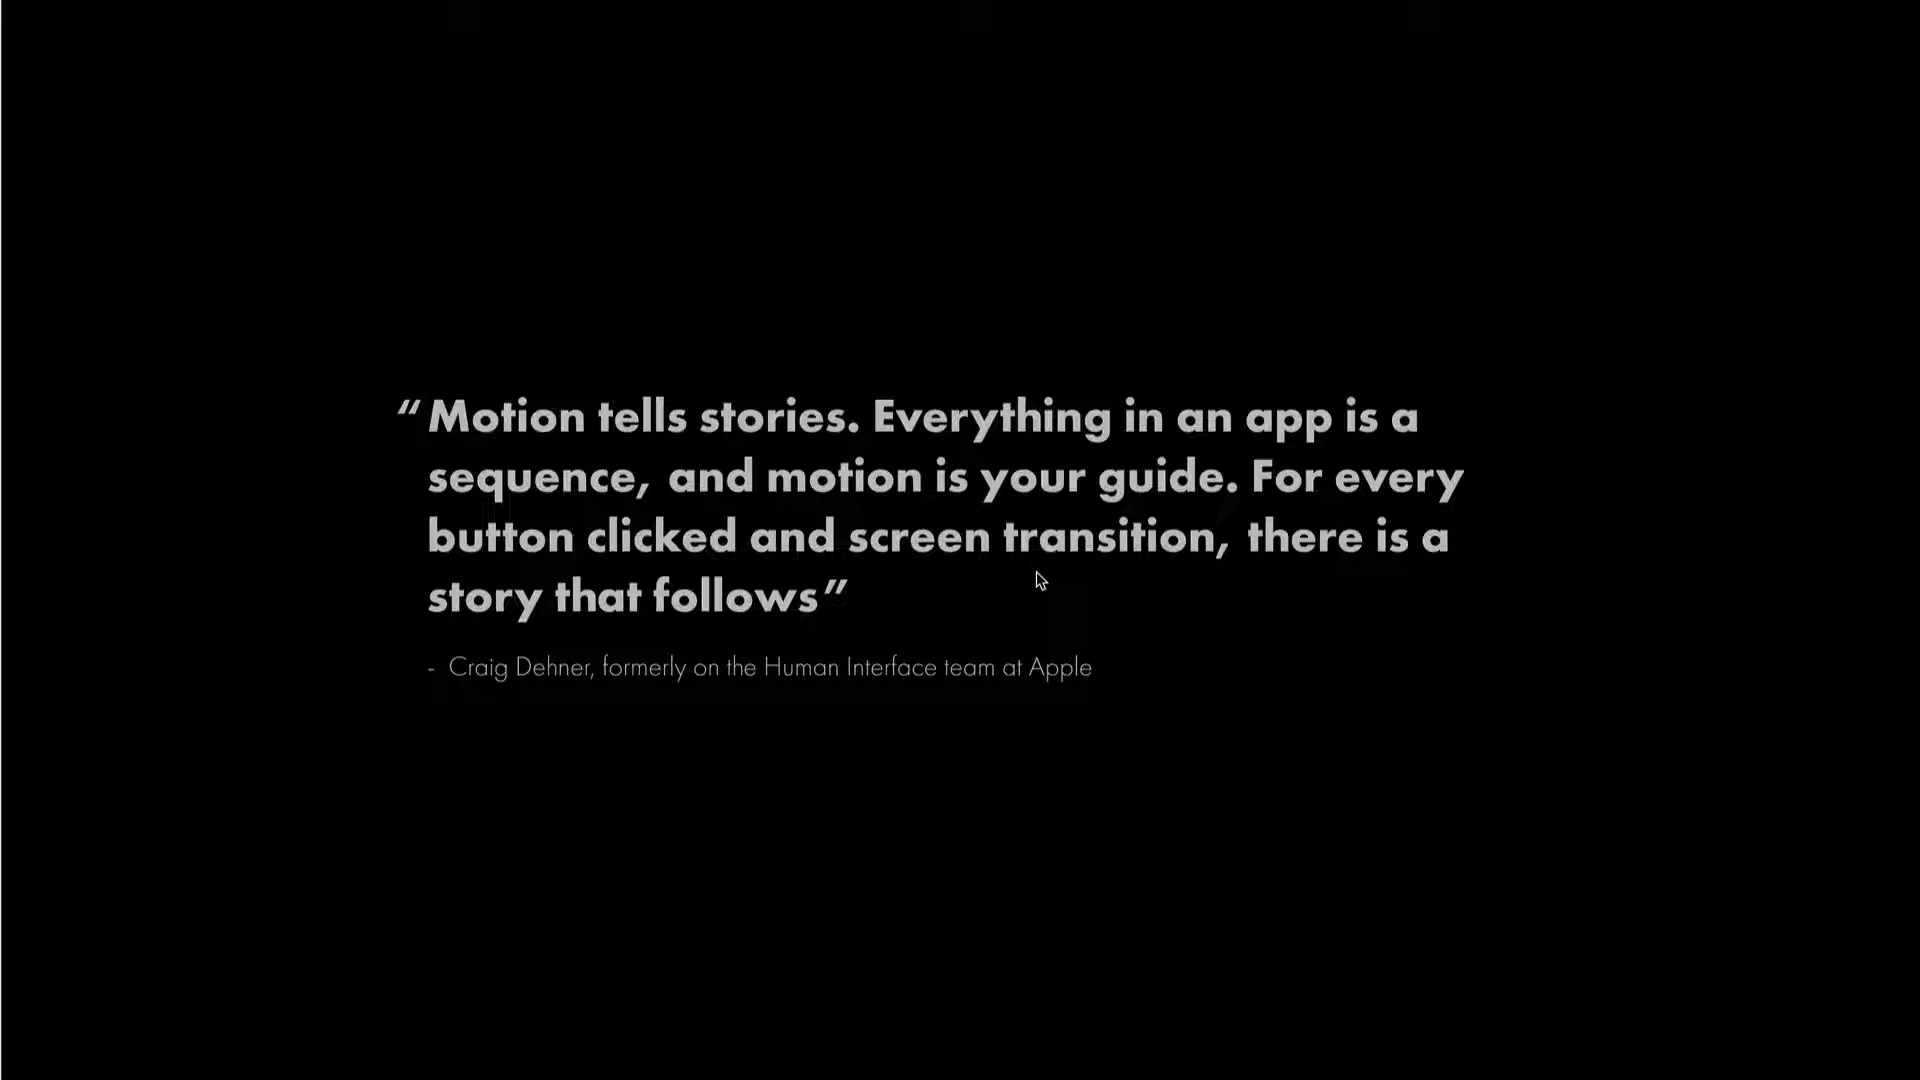 “Motion tells stories. Everything in an app is a
sequence, and motion is your guide. For every
button clicked and screen transition, there is a
story that follows”
- Craig Dehner, formerly on the Human Interface team at Apple